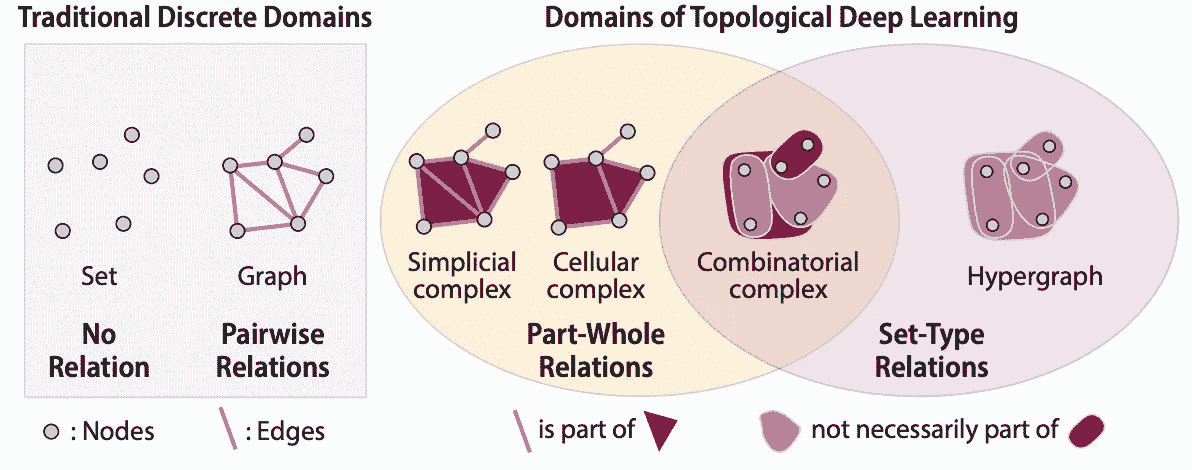 Traditional Discrete Domains
Domains of Topological Deep Learning
Set
Graph
Simplicial
complex
Cellular
complex
Combinatorial
complex
Hypergraph
No
Relation
Pairwise
Relations
Part-Whole
Relations
Set-Type
Relations
: Nodes
: Edges
is part of
not necessarily part of